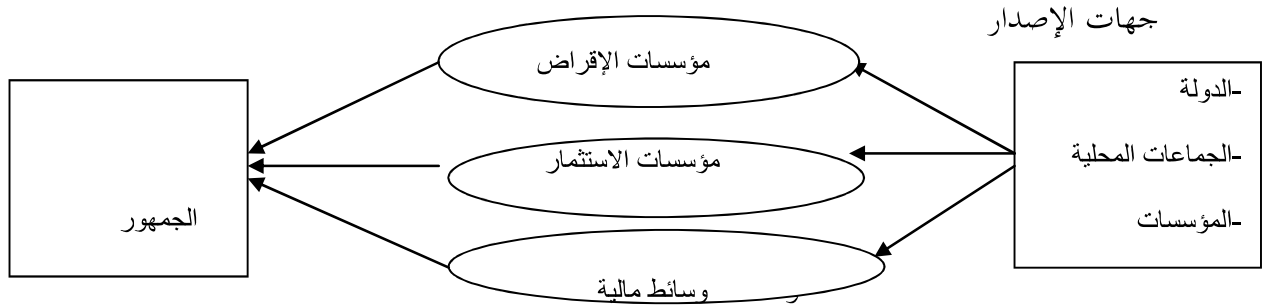 جهات الإصدار
-الدولة
-الجماعات المحلية
-المؤسسات
مؤسسات الإقراض
مؤسسات الاستثمار
وسائط مالية
الجمهور